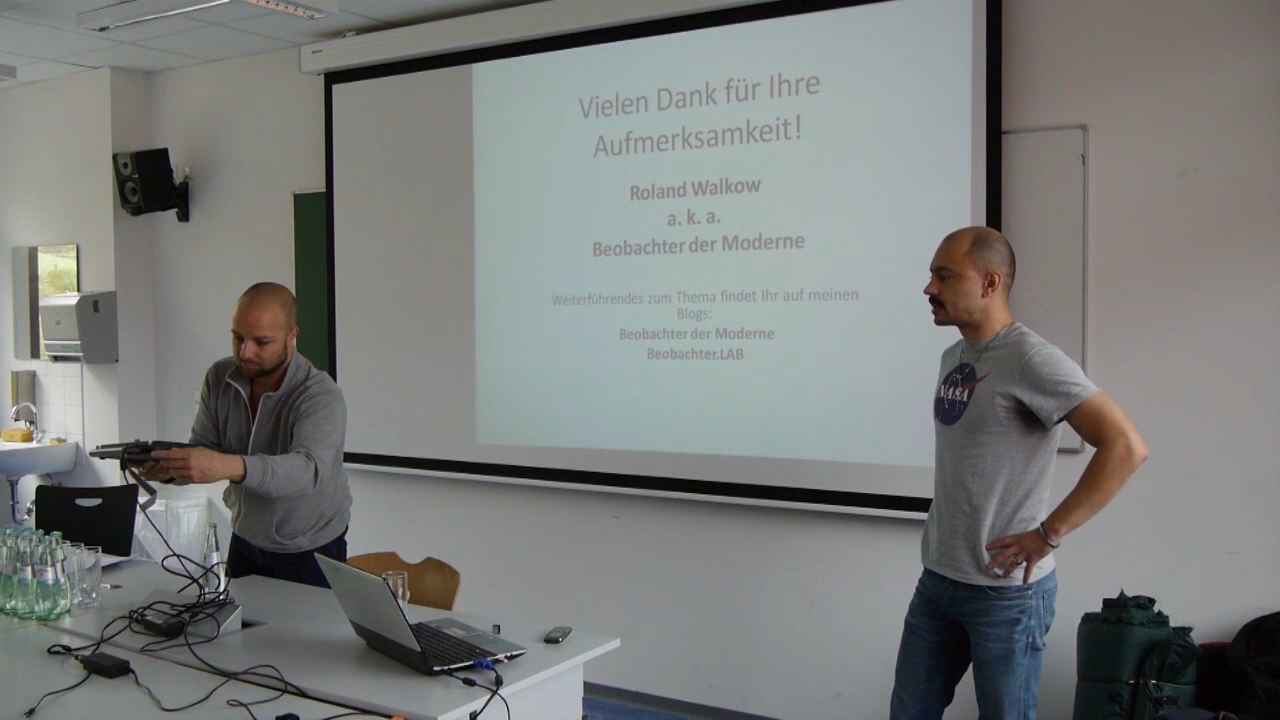 Vielen Dank für Ihre
Aufmerksamkeit!
Roland Walkow
a. k. a.
Beobachter der Moderne
Weiterführendes zum Thema findet Ihr auf meinen
Blogs:
Beobachter der Moderne
Beobachter.LAB
NASA